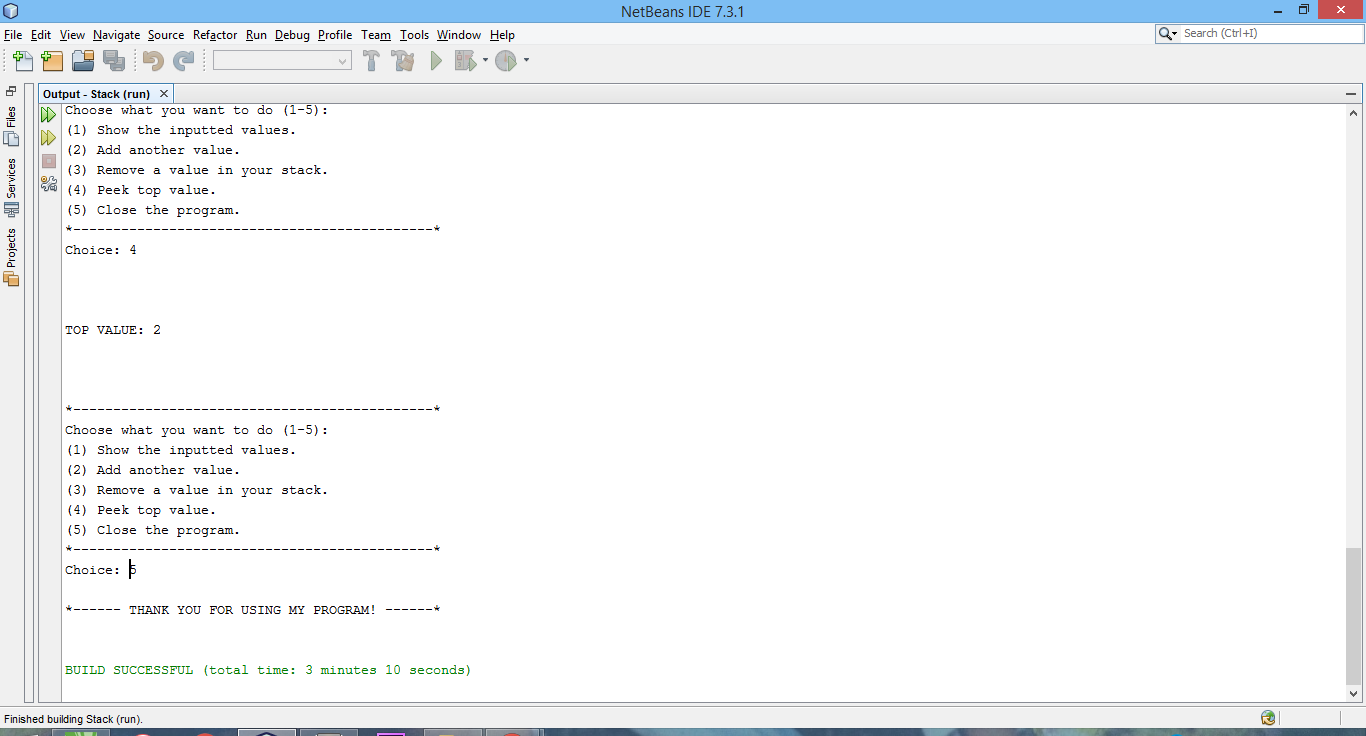 NetBeans IDE 7.3.1
File Edit View Navigate Source Refactor Run Debug Profile Team Tools Window Help
Search (Ctrl+I)
Files
Services
Projects
Output - Stack (run)
Choose what you want to do (1-5):
(1) Show the inputted values.
(2) Add another value.
(3) Remove a value in your stack.
(4) Peek top value.
(5) Close the program.
*---------------------------------------------*
Choice: 4
TOP VALUE: 2
*---------------------------------------------*
Choose what you want to do (1-5):
(1) Show the inputted values.
(2) Add another value.
(3) Remove a value in your stack.
(4) Peek top value.
(5) Close the program.
*---------------------------------------------*
Choice: 5
*------ THANK YOU FOR USING MY PROGRAM! ------*
BUILD SUCCESSFUL (total time: 3 minutes 10 seconds)
Finished building Stack (run).